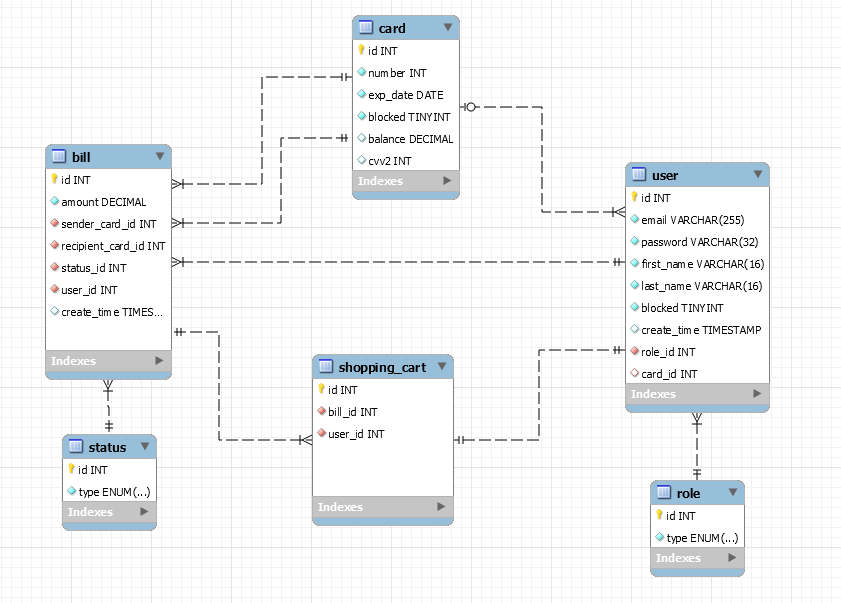 card
id INT
number INT
exp_date DATE
blocked TINYINT
balance DECIMAL
cvv2 INT
Indexes
bill
id INT
amount DECIMAL
sender_card_id INT
recipient_card_id INT
status_id INT
user_id INT
create_time TIMES...
Indexes
user
id INT
email VARCHAR(255)
password VARCHAR(32)
first_name VARCHAR(16)
last_name VARCHAR(16)
blocked TINYINT
create_time TIMESTAMP
role_id INT
card_id INT
Indexes
shopping_cart
id INT
bill_id INT
user_id INT
Indexes
status
id INT
type ENUM(...)
Indexes
role
id INT
type ENUM(...)
Indexes